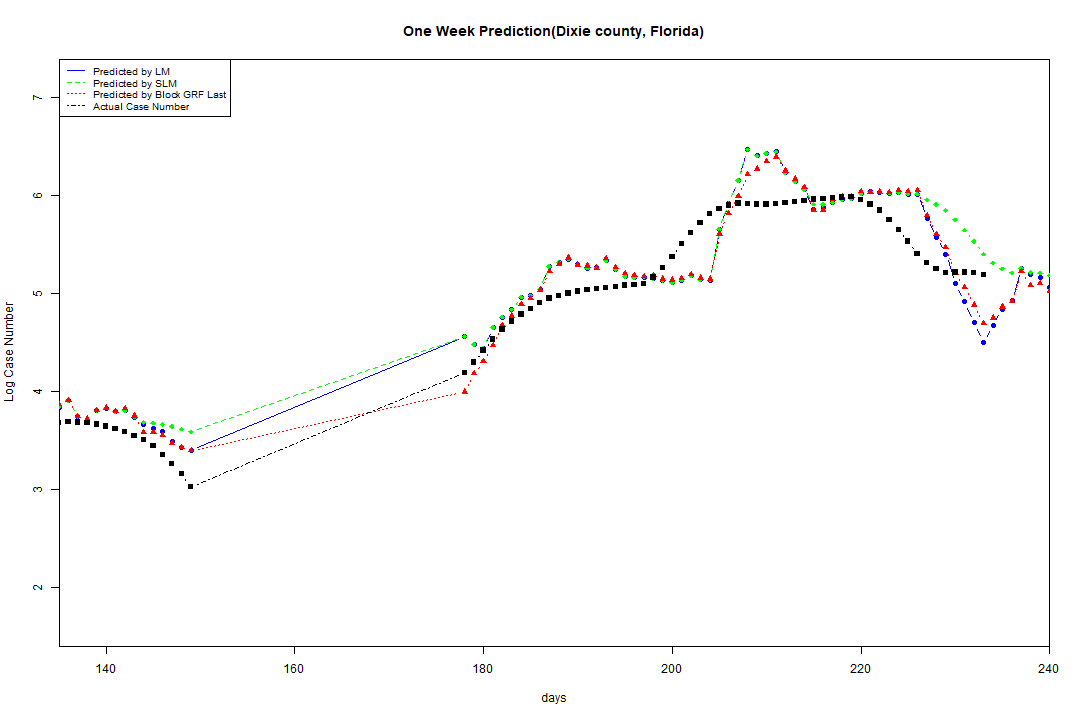 One Week Prediction(Dixie county, Florida)
Predicted by LM
Predicted by SLM
Predicted by Block GRF Last
Actual Case Number
7
6
5
4
3
2
Log Case Number
140 160 180 200 220 240
days